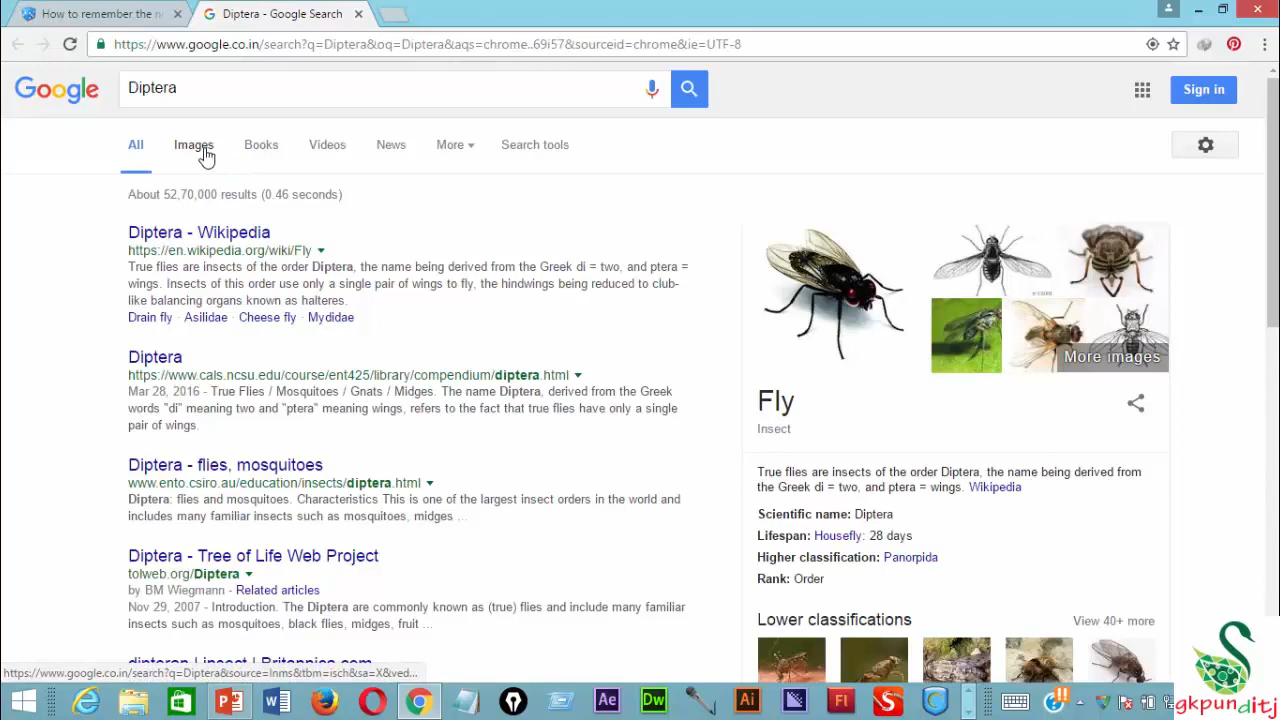 How to remember the n
Diptera - Google Search
https://www.google.co.in/search?q=Diptera&oq=Diptera&aqs=chrome..69i57&sourceid=chrome&ie=UTF-8
Google
Diptera
Sign in
All
Images
Books
Videos
News
More
Search tools
About 52,70,000 results (0.46 seconds)
Diptera - Wikipedia
https://en.wikipedia.org/wiki/Fly
True flies are insects of the order Diptera, the name being derived from the Greek di = two, and ptera =
wings. Insects of this order use only a single pair of wings to fly, the hindwings being reduced to club-
like balancing organs known as halteres.
Drain fly · Asilidae · Cheese fly · Mydidae
Diptera
https://www.cals.ncsu.edu/course/ent425/library/compendium/diptera.html
Mar 28, 2016 - True Flies / Mosquitoes / Gnats / Midges. The name Diptera, derived from the Greek
words "di" meaning two and "ptera" meaning wings, refers to the fact that true flies have only a single
pair of wings.
Diptera - flies, mosquitoes
www.ento.csiro.au/education/insects/diptera.html
Diptera: flies and mosquitoes. Characteristics This is one of the largest insect orders in the world and
includes many familiar insects such as mosquitoes, midges ...
Diptera - Tree of Life Web Project
tolweb.org/Diptera
by BM Wiegmann - Related articles
Nov 29, 2007 - Introduction. The Diptera are commonly known as (true) flies and include many familiar
insects such as mosquitoes, black flies, midges, fruit ...
dipteran | insect | Britannica.com
https://www.google.co.in/search?q=Diptera&source=lnms&tbm=isch&sa=X&ved...
More images
Fly
Insect
True flies are insects of the order Diptera, the name being derived from
the Greek di = two, and ptera = wings. Wikipedia
Scientific name: Diptera
Lifespan: Housefly: 28 days
Higher classification: Panorpida
Rank: Order
Lower classifications
View 40+ more
Ae
Dw
Ai
Fl
gkpunditj